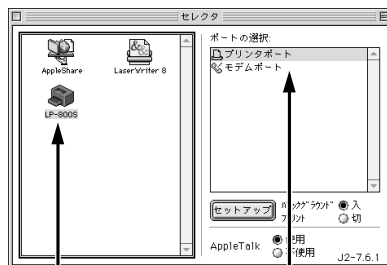 セレクタ
AppleShare
LaserWriter 8
LP-800S
ポートの選択:
プリンタポート
モデムポート
セットアップ
バックグラウンド
プリント
入
切
AppleTalk
使用
不使用
J2-7.6.1